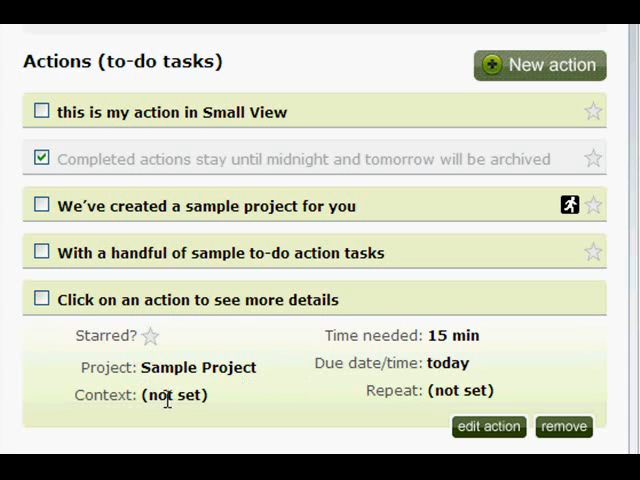 Actions (to-do tasks)
New action
this is my action in Small View
Completed actions stay until midnight and tomorrow will be archived
We've created a sample project for you
With a handful of sample to-do action tasks
Click on an action to see more details
Starred?
Time needed: 15 min
Project: Sample Project
Due date/time: today
Context: (not set)
Repeat: (not set)
edit action
remove